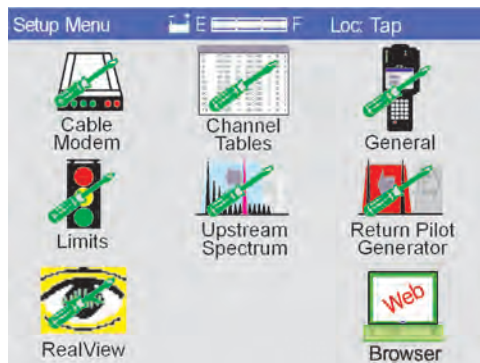 Setup Menu E F Loc: Tap
Cable
Modem
Channel
Tables
General
Limits
Upstream
Spectrum
Return Pilot
Generator
RealView
Web
Browser